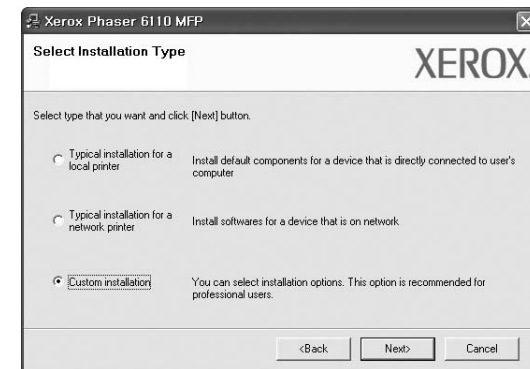 Xerox Phaser 6110 MFP
Select Installation Type
XEROX.
Select type that you want and click [Next] button.
Typical installation for a
local printer
Install default components for a device that is directly connected to user's
computer
Typical installation for a
network printer
Install softwares for a device that is on network
Custom installation
You can select installation options. This option is recommended for
professional users.
<Back
Next>
Cancel